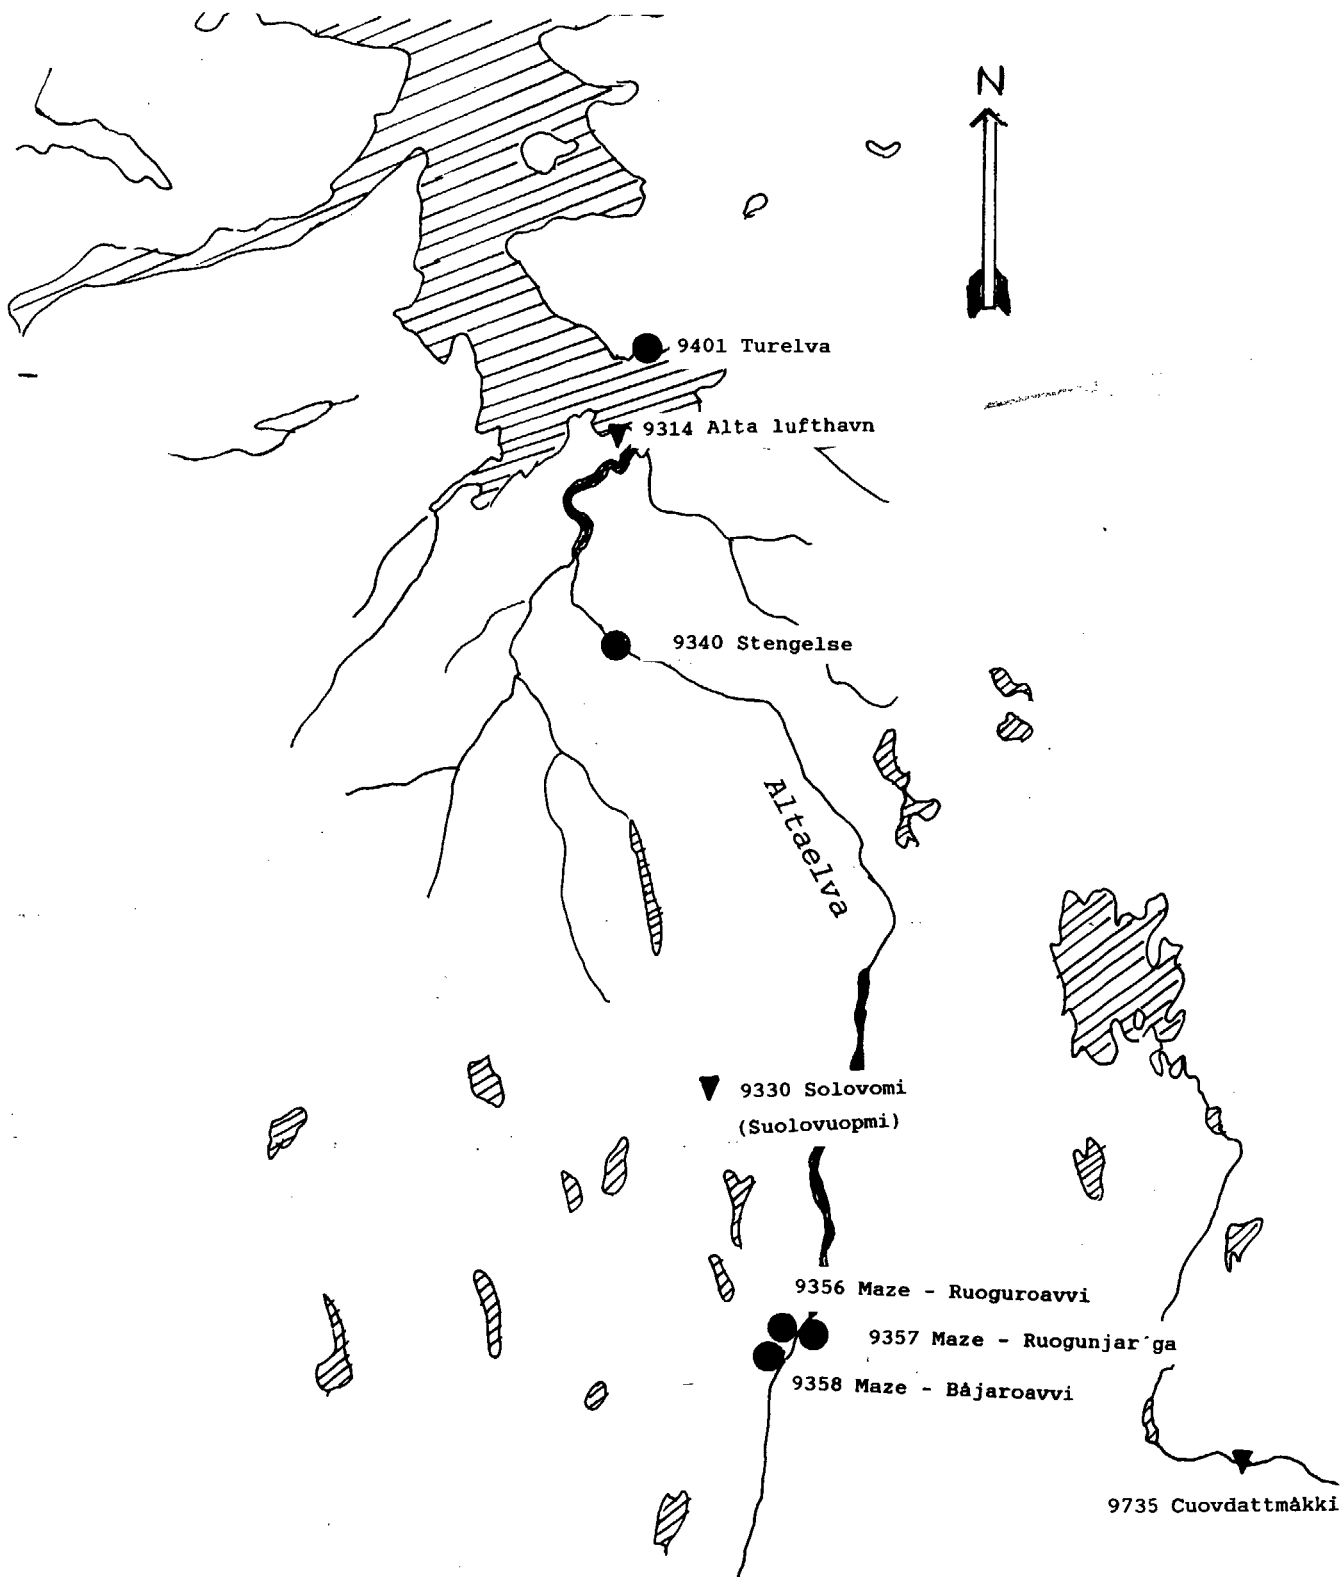 N
9401 Turelva
9314 Alta lufthavn
9340 Stengelse
Altaelva
9330 Solovomi
(Suolovuopmi)
9356 Maze - Ruoguroavvi
9357 Maze - Ruogunjar´ga
9358 Maze - Båjaroavvi
9735 Cuovdattmåkki